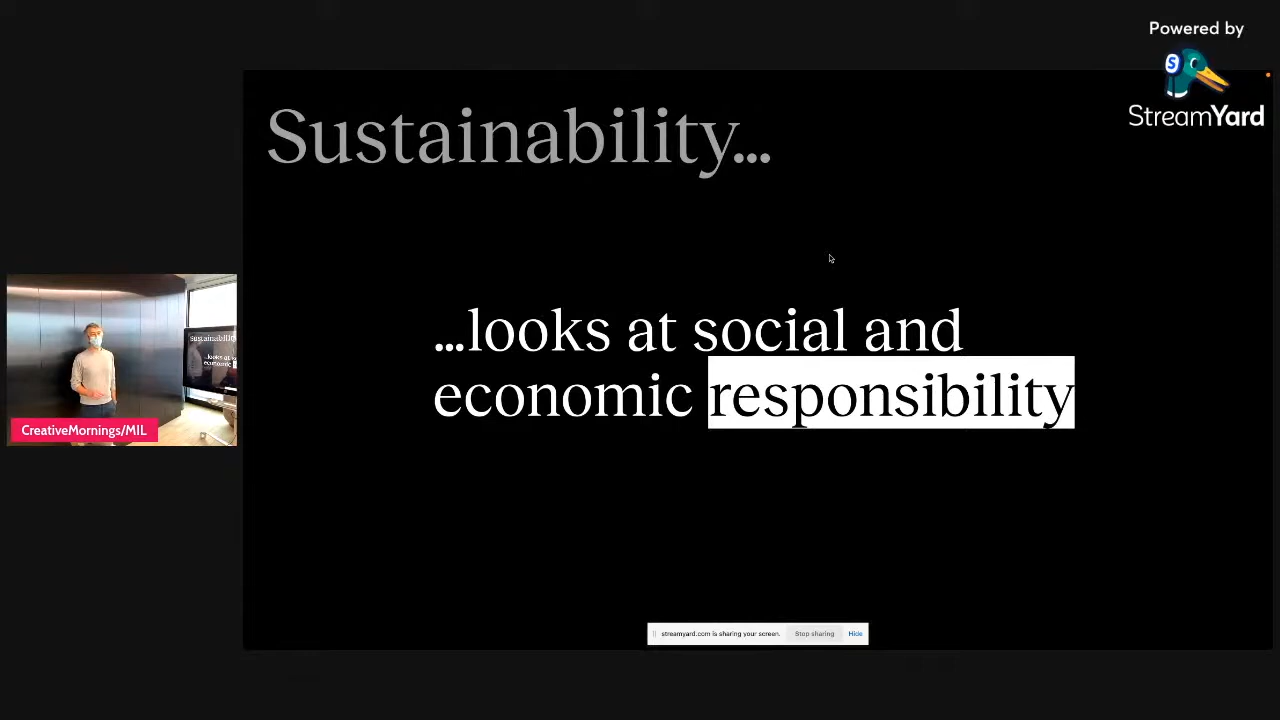 Powered by
StreamYard
Sustainability...
...looks at social and
economic responsibility
CreativeMornings/MIL
streamyard.com is sharing your screen.
Stop sharing
Hide